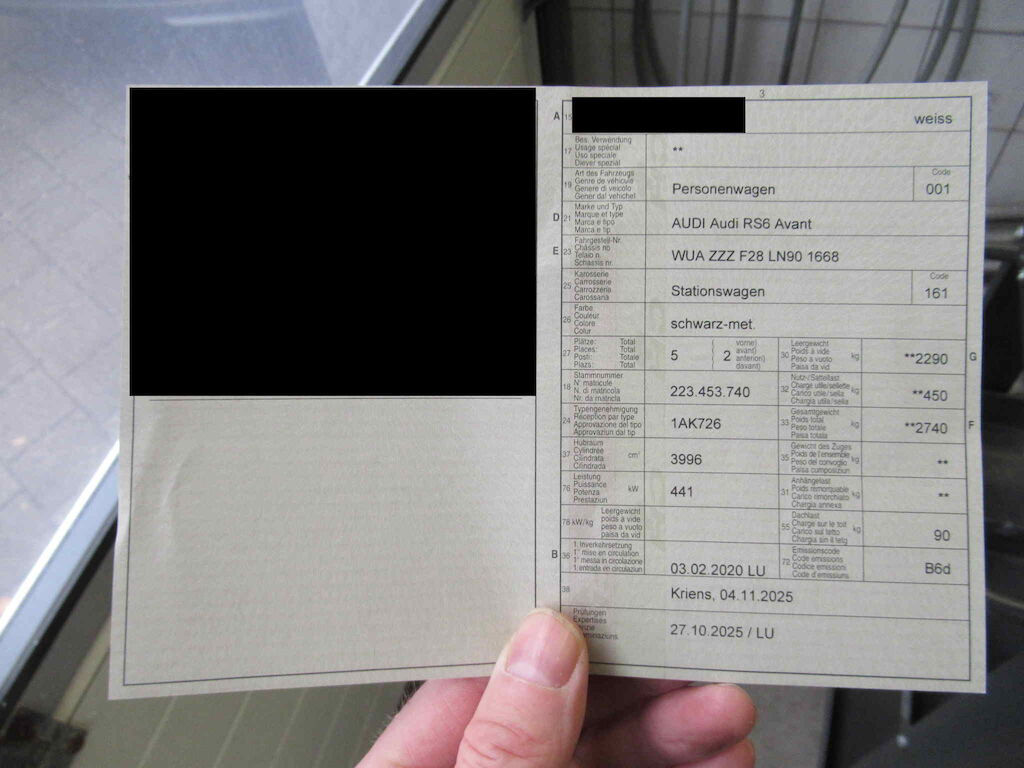 3
A 15 weiss
17 Bes. Verwendung
Usage spécial
Uso speciale
Diever spezial
**
19 Art des Fahrzeugs
Genre de véhicule
Genere di veicolo
Gener dal vehichel
Personenwagen
Code
001
D 21 Marke und Typ
Marque et type
Marca e tipo
Marca e tip
AUDI Audi RS6 Avant
E 23 Fahrgestell-Nr.
Châssis no
Telaio n.
Schassis nr.
WUA ZZZ F28 LN90 1668
25 Karosserie
Carrosserie
Carrozzeria
Carossaria
Stationswagen
Code
161
26 Farbe
Couleur
Colore
Colur
schwarz-met.
27 Plätze: Total
Places: Total
Posti: Totale
Plazs: Total
5 ( 2 vorne)
avant)
anteriori)
davant)
30 Leergewicht
Poids à vide
Peso a vuoto
Paisa da vid
kg
**2290 G
18 Stammnummer
N° matricule
N. di matricola
Nr. da matricla
223.453.740
32 Nutz-/Sattellast
Charge utile/sellette
Carico utile/sella
Chargia utila/sella
kg
**450
24 Typengenehmigung
Réception par type
Approvazione del tipo
Approvaziun dal tip
1AK726
33 Gesamtgewicht
Poids total
Peso totale
Paisa totala
kg
**2740 F
37 Hubraum
Cylindrée
Cilindrata
Cilindrada
cm³
3996
35 Gewicht des Zuges
Poids de l'ensemble
Peso del convoglio
Paisa cumposiziun
kg
**
76 Leistung
Puissance
Potenza
Prestaziun
kW
441
31 Anhängelast
Poids remorquable
Carico rimorchiato
Chargia annexa
kg
**
78 kW/kg Leergewicht
poids à vide
peso a vuoto
paisa da vid
55 Dachlast
Charge sur le toit
Carico sul tetto
Chargia sin il tetg
kg
90
B 36 1. Inverkehrsetzung
1re mise en circulation
1a messa in circolazione
1. entrada en circulaziun
03.02.2020 LU
72 Emissionscode
Code émissions
Codice emissioni
Code d'emissiuns
B6d
38 Kriens, 04.11.2025
Prüfungen
Expertises
27.10.2025 / LU